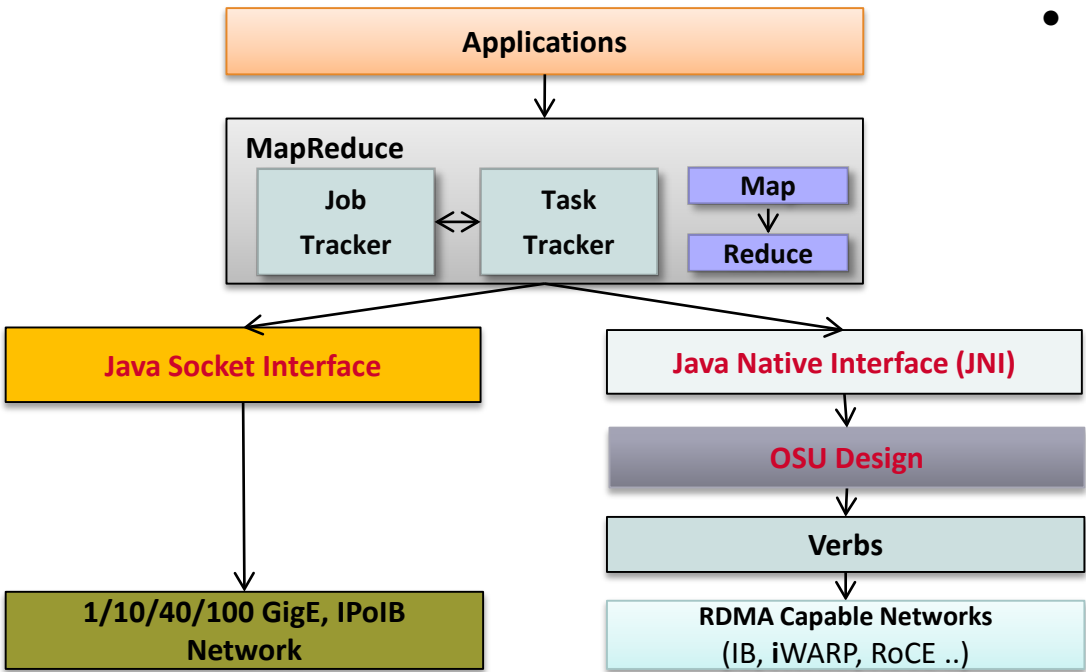 •
Applications
MapReduce
Job
Tracker
Task
Tracker
Map
Reduce
Java Socket Interface
Java Native Interface (JNI)
OSU Design
Verbs
1/10/40/100 GigE, IPoIB
Network
RDMA Capable Networks
(IB, iWARP, RoCE ..)